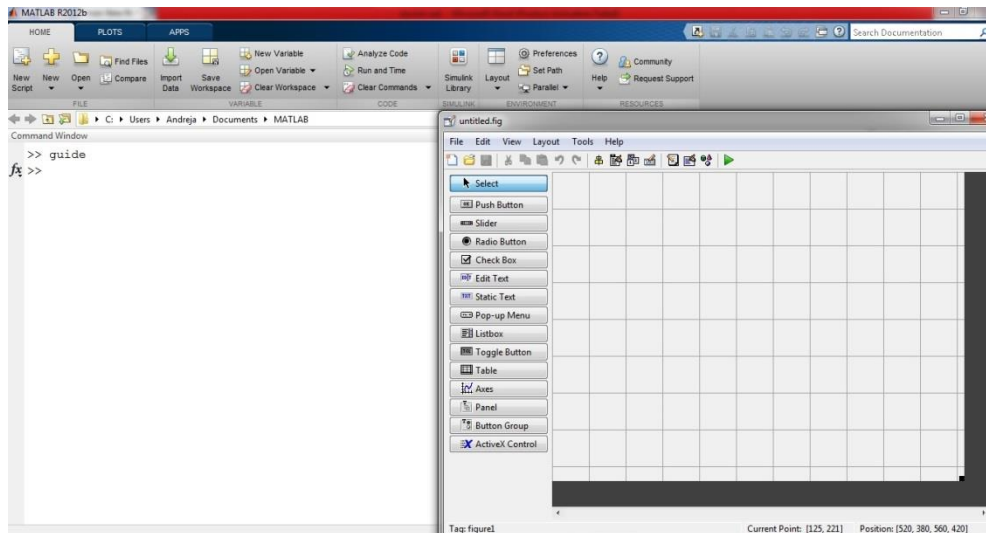 MATLAB R2012b
HOME PLOTS APPS
Search Documentation
New Script
New
Open
Find Files
Compare
Import Data
Save Workspace
New Variable
Open Variable
Clear Workspace
Analyze Code
Run and Time
Clear Commands
Simulink Library
Layout
Preferences
Set Path
Parallel
Help
Community
Request Support
FILE VARIABLE CODE SIMULINK ENVIRONMENT RESOURCES
C: Users Andreja Documents MATLAB
Command Window
>> guide
fx >>
untitled.fig
File Edit View Layout Tools Help
Select
OK Push Button
Slider
Radio Button
Check Box
Edit Text
TXT Static Text
Pop-up Menu
Listbox
Toggle Button
Table
Axes
Panel
Button Group
ActiveX Control
Tag: figure1 Current Point: [125, 221] Position: [520, 380, 560, 420]